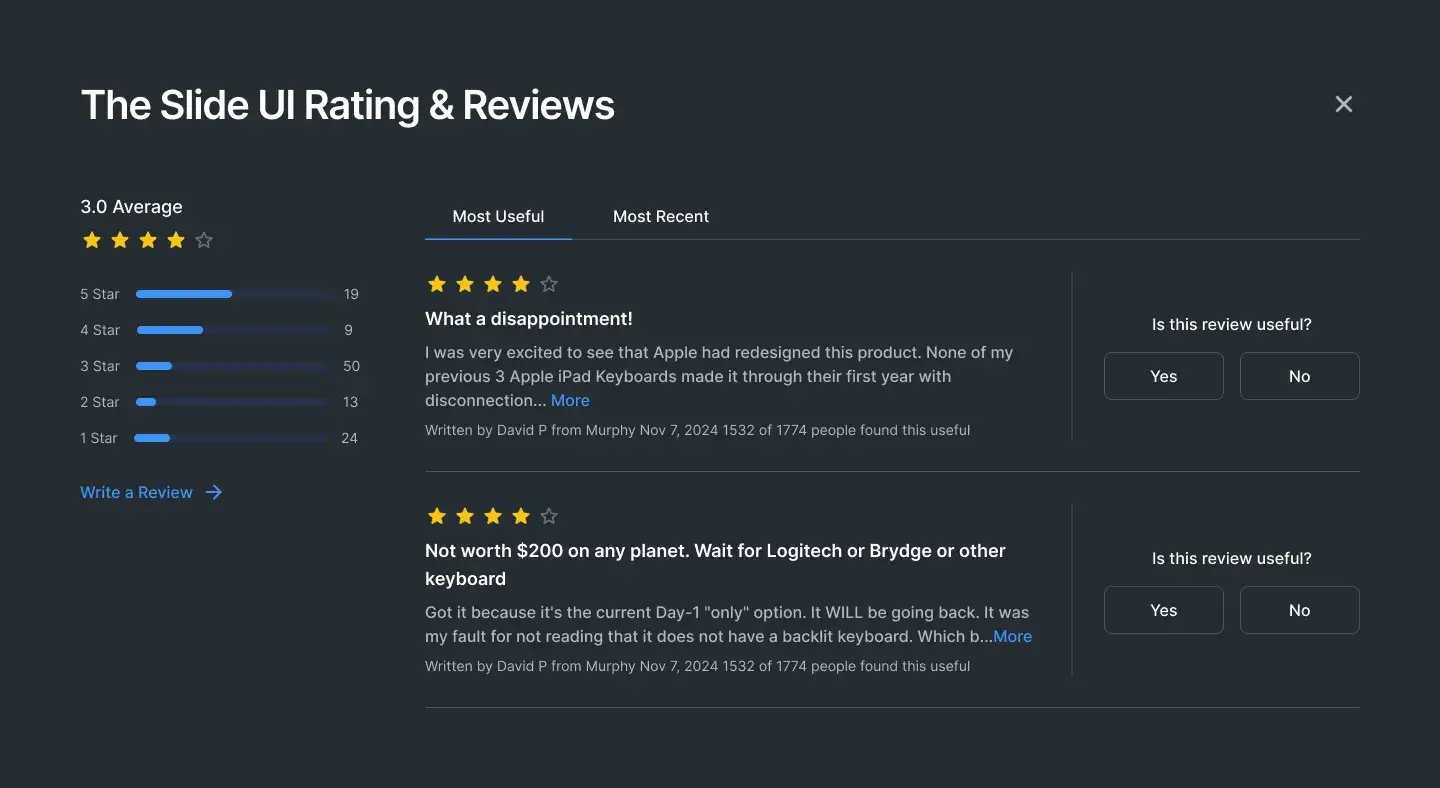 The Slide UI Rating & Reviews
3.0 Average
5 Star 19
4 Star 9
3 Star 50
2 Star 13
1 Star 24
Write a Review
Most Useful Most Recent
What a disappointment!
I was very excited to see that Apple had redesigned this product. None of my
previous 3 Apple iPad Keyboards made it through their first year with
disconnection... More
Written by David P from Murphy Nov 7, 2024 1532 of 1774 people found this useful
Is this review useful?
Yes No
Not worth $200 on any planet. Wait for Logitech or Brydge or other
keyboard
Got it because it's the current Day-1 "only" option. It WILL be going back. It was
my fault for not reading that it does not have a backlit keyboard. Which b...More
Written by David P from Murphy Nov 7, 2024 1532 of 1774 people found this useful
Is this review useful?
Yes No